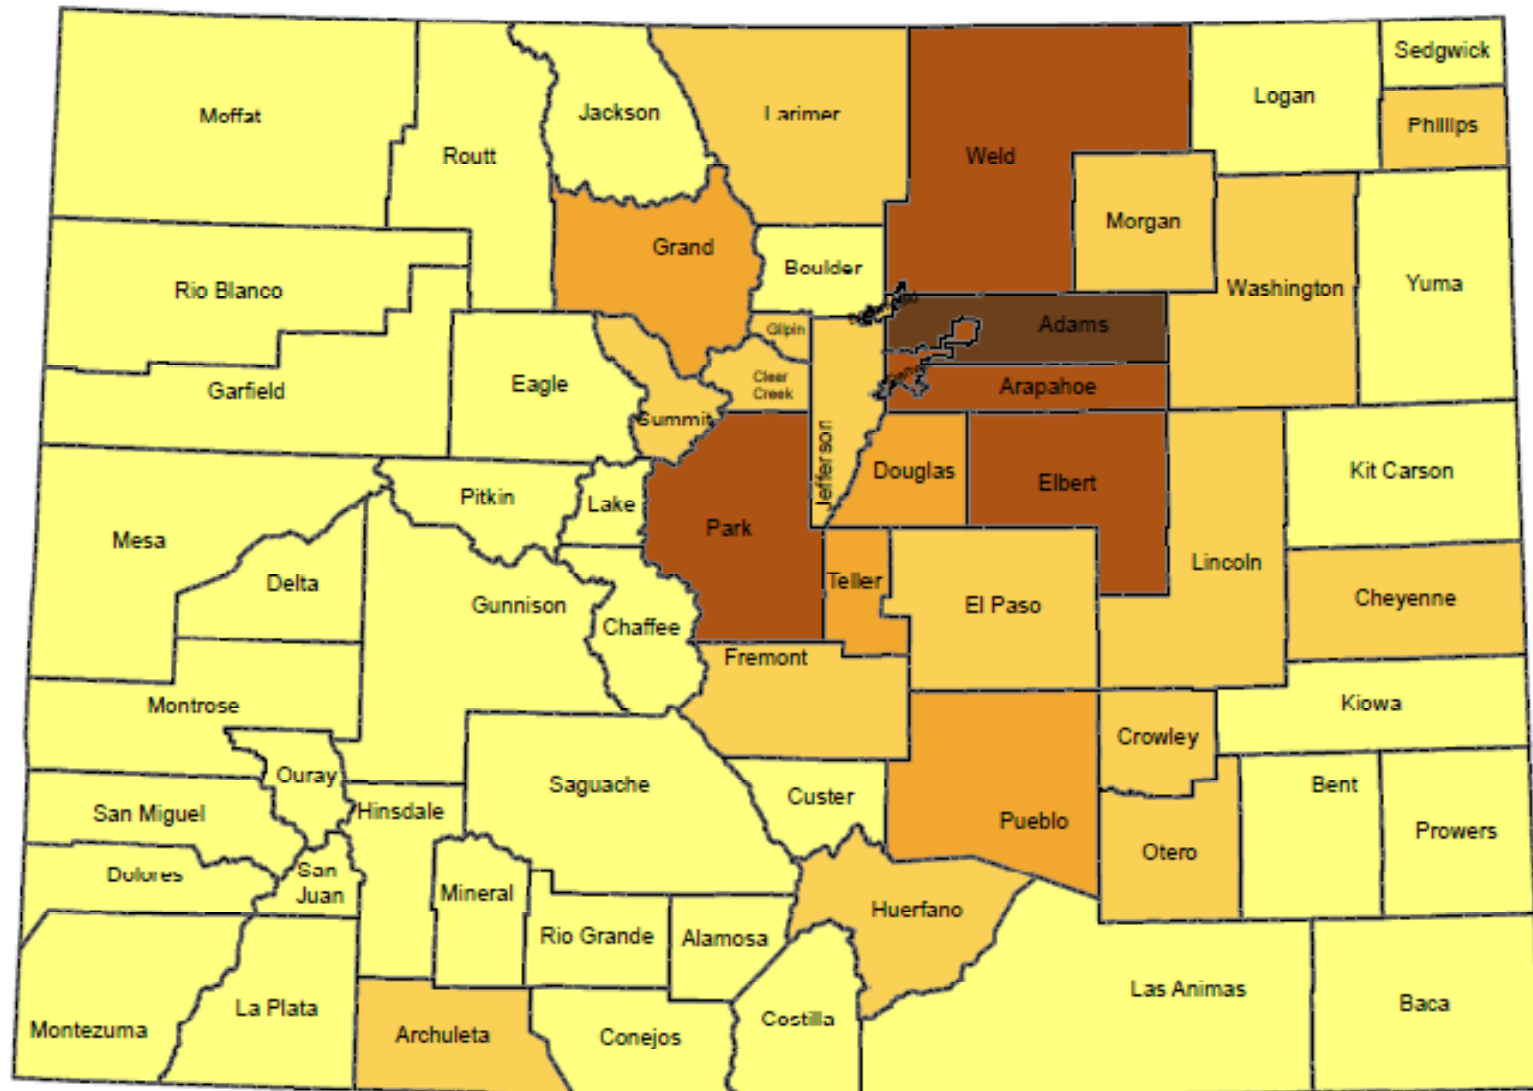 Sedgwick
Logan
Moffat
Jackson
Larimer
Phillips
Routt
Weld
Morgan
Grand
Boulder
Washington
Yuma
Rio Blanco
Gilpin
Adams
Clear
Creek
Eagle
Arapahoe
Garfield
Summit
Jefferson
Douglas
Elbert
Kit Carson
Pitkin
Lake
Park
Mesa
Lincoln
Delta
Teller
Gunnison
El Paso
Cheyenne
Chaffee
Fremont
Montrose
Kiowa
Crowley
Ouray
Saguache
Custer
Bent
San Miguel
Hinsdale
Pueblo
Prowers
Otero
Dolores
San
Juan
Mineral
Huerfano
Rio Grande
Alamosa
Las Animas
La Plata
Costilla
Baca
Montezuma
Archuleta
Conejos